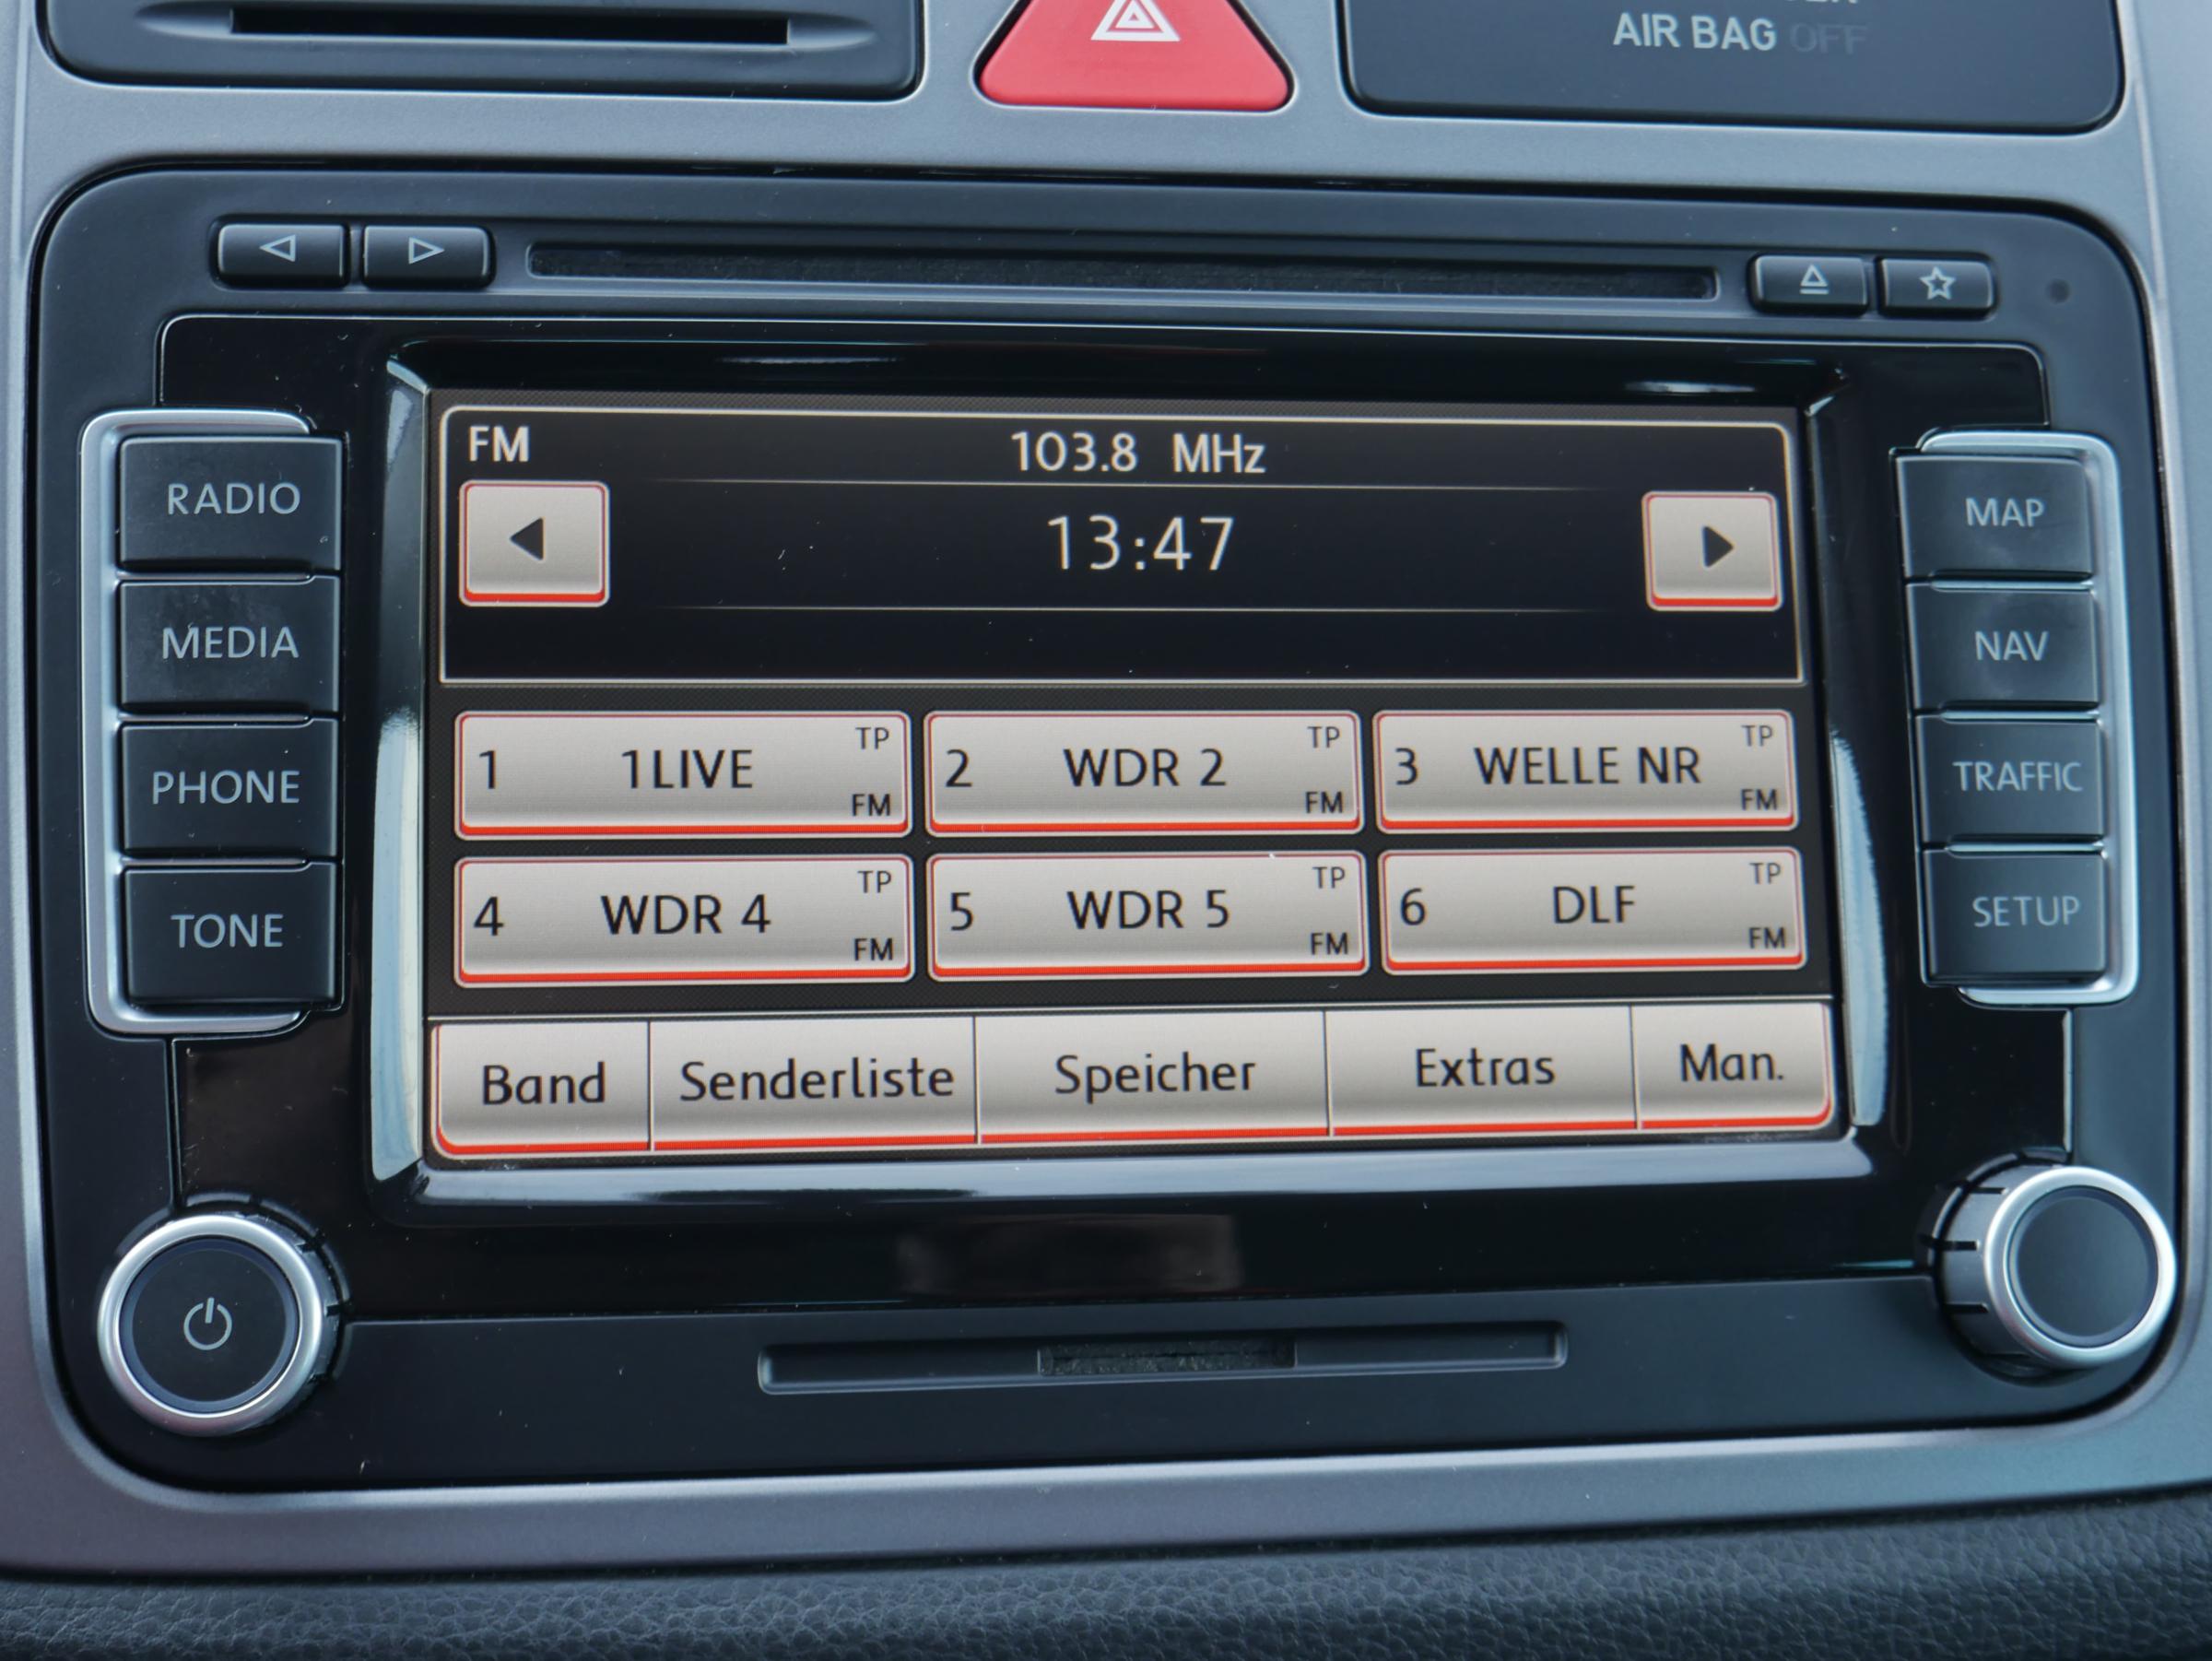 AIR BAG OFF
FM
103.8 MHz
13:47
RADIO
MEDIA
PHONE
TONE
1 1LIVE TP FM
2 WDR 2 TP FM
3 WELLE NR TP FM
4 WDR 4 TP FM
5 WDR 5 TP FM
6 DLF TP FM
Band Senderliste Speicher Extras Man.
MAP
NAV
TRAFFIC
SETUP